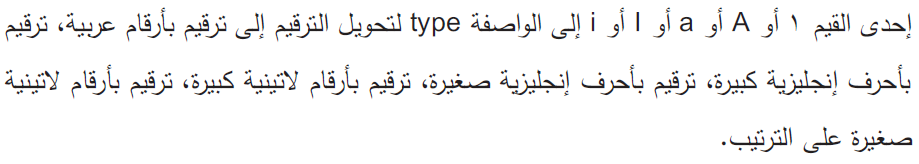 إحدى القيم ١ أو A أو a أو I أو i إلى الواصفة type لتحويل الترقيم إلى ترقيم بأرقام عربية، ترقيم
بأحرف إنجليزية كبيرة، ترقيم بأحرف إنجليزية صغيرة، ترقيم بأرقام لاتينية كبيرة، ترقيم بأرقام لاتينية
صغيرة على الترتيب.